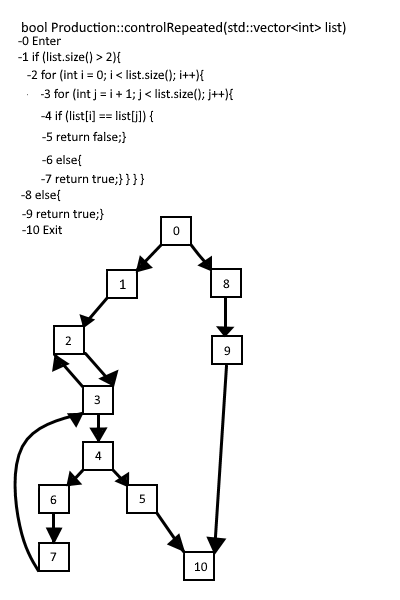 bool Production::controlRepeated(std::vector<int> list)
-0 Enter
-1 if (list.size() > 2){
-2 for (int i = 0; i < list.size(); i++){
-3 for (int j = i + 1; j < list.size(); j++){
-4 if (list[i] == list[j]) {
-5 return false;}
-6 else{
-7 return true;} } } }
-8 else{
-9 return true;}
-10 Exit
0
1
8
2
9
3
4
6
5
7
10